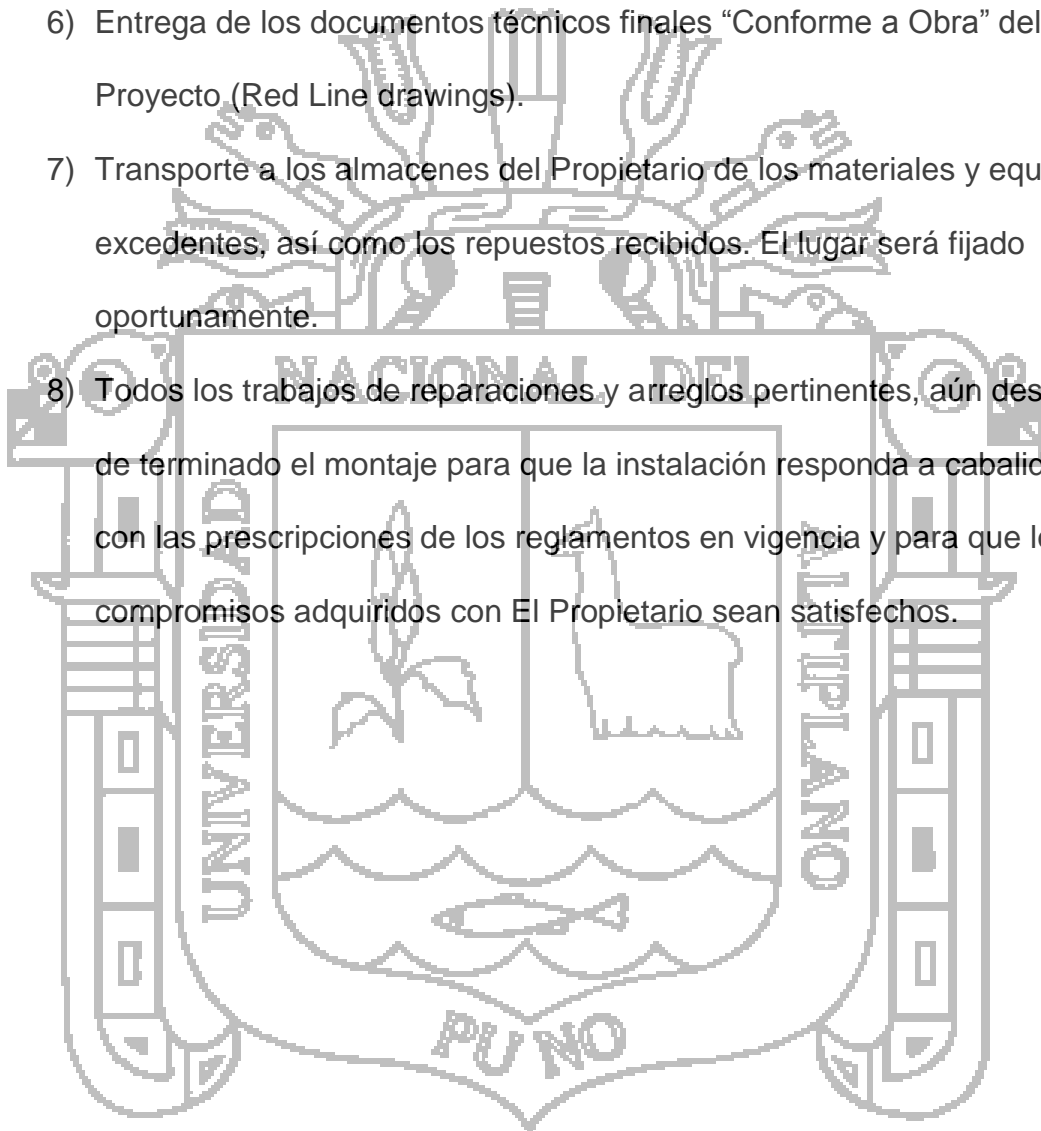 6) Entrega de los documentos técnicos finales “Conforme a Obra” del
Proyecto (Red Line drawings).
7) Transporte a los almacenes del Propietario de los materiales y equ
excedentes, así como los repuestos recibidos. El lugar será fijado
oportunamente.
NACIONAL DEL
8) Todos los trabajos de reparaciones y arreglos pertinentes, aún des
de terminado el montaje para que la instalación responda a cabalid
con las prescripciones de los reglamentos en vigencia y para que l
compromisos adquiridos con El Propietario sean satisfechos.
UNIVERSIDAD
ALTIPLANO
PUNO